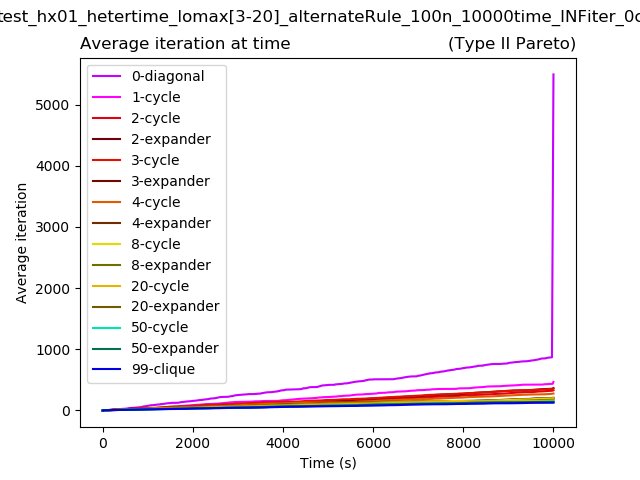 test_hx01_hetertime_lomax[3-20]_alternateRule_100n_10000time_INFiter_0c
Average iteration at time (Type II Pareto)
0-diagonal
1-cycle
2-cycle
2-expander
3-cycle
3-expander
4-cycle
4-expander
8-cycle
8-expander
20-cycle
20-expander
50-cycle
50-expander
99-clique
Average iteration
5000
4000
3000
2000
1000
0
0 2000 4000 6000 8000 10000
Time (s)